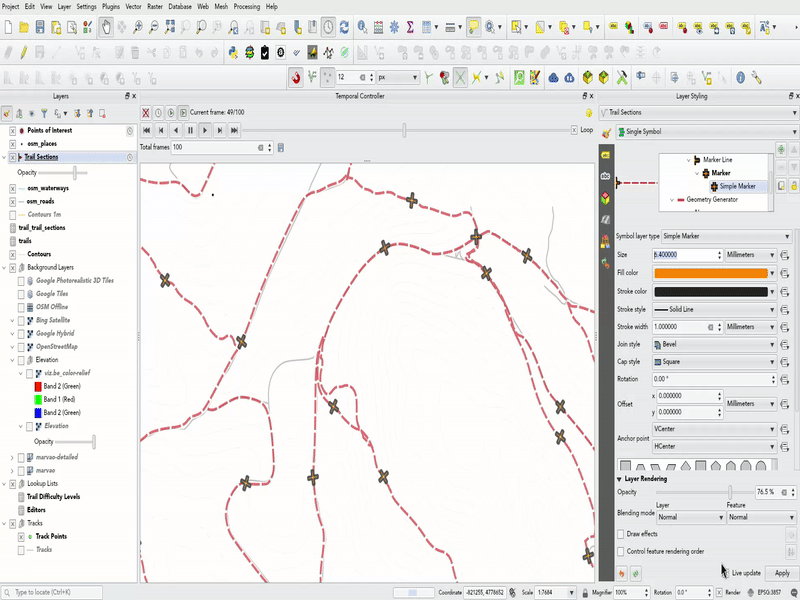 Project Edit View Layer Settings Plugins Vector Raster Database Web Mesh Processing Help
12
px
Layers
Points of Interest
osm_places
Trail Sections
Opacity
osm_waterways
osm_roads
Contours 1m
trail_trail_sections
trails
Contours
Background Layers
Google Photorealistic 3D Tiles
Google Tiles
OSM Offline
Bing Satellite
Google Hybrid
OpenStreetMap
Elevation
viz.be_color-relief
Band 2 (Green)
Band 1 (Red)
Band 2 (Green)
Elevation
Opacity
marvao-detailed
marvao
Lookup Lists
Trail Difficulty Levels
Editors
Tracks
Track Points
Tracks
Temporal Controller
Current frame: 49/100
Loop
Total frames 100
Layer Styling
Trail Sections
Single Symbol
Marker Line
Marker
Simple Marker
Geometry Generator
Symbol layer type Simple Marker
Size 6.400000 Millimeters
Fill color
Stroke color
Stroke style Solid Line
Stroke width 1.000000 Millimeters
Join style Bevel
Cap style Square
Rotation 0.00 °
Offset
x 0.000000
y 0.000000
Millimeters
Anchor point
VCenter
HCenter
Layer Rendering
Opacity 76.5 %
Layer Feature
Blending mode Normal Normal
Draw effects
Control feature rendering order
Live update Apply
Type to locate (Ctrl+K)
Coordinate -821255, 4778652
Scale 1:7684
Magnifier 100%
Rotation 0.0 °
Render
EPSG:3857